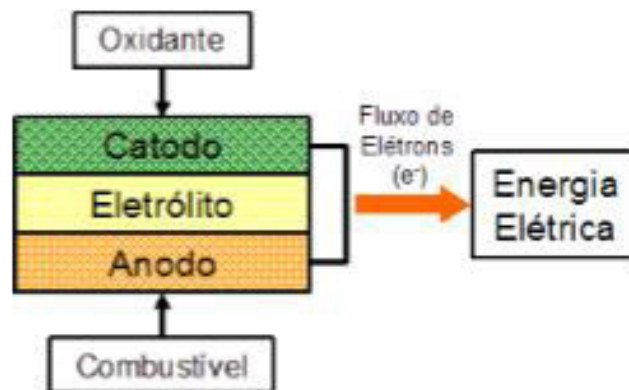 Oxidante
Catodo
Eletrólito
Anodo
Combustível
Fluxo de
Elétrons
(e-)
Energia
Elétrica